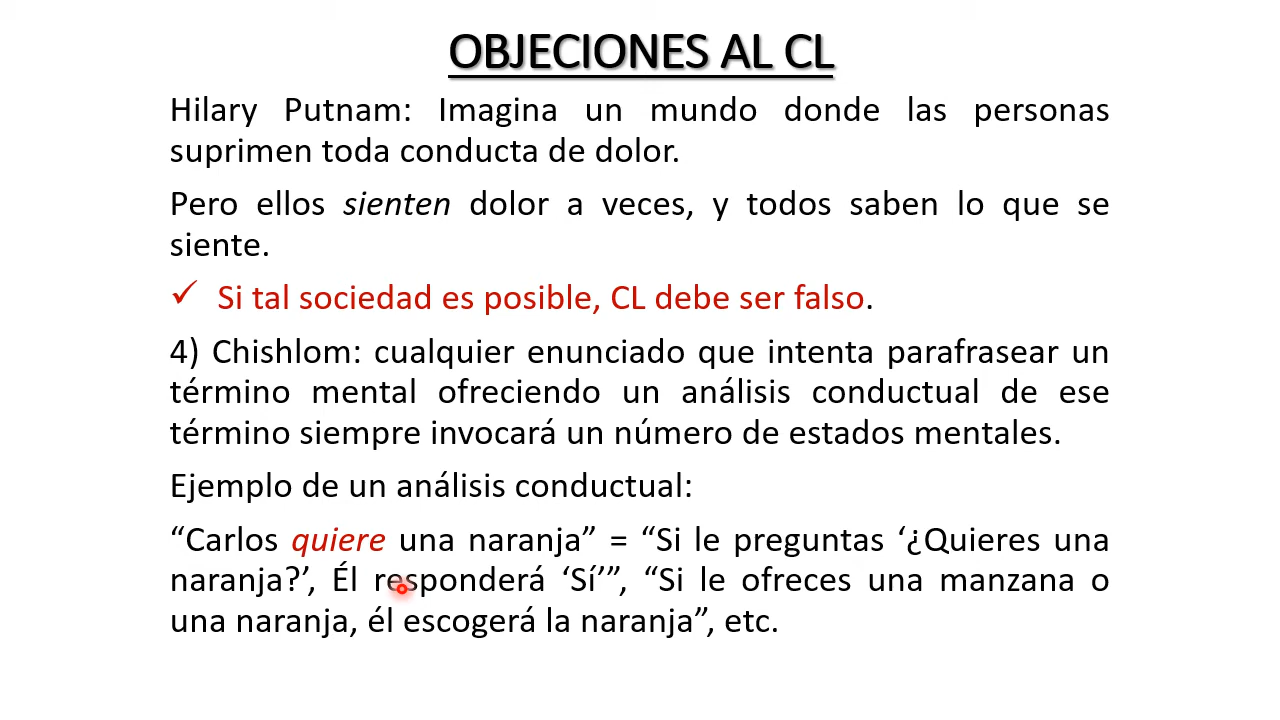 OBJECIONES AL CL
Hilary Putnam: Imagina un mundo donde las personas
suprimen toda conducta de dolor.
Pero ellos sienten dolor a veces, y todos saben lo que se
siente.
✓ Si tal sociedad es posible, CL debe ser falso.
4) Chishlom: cualquier enunciado que intenta parafrasear un
término mental ofreciendo un análisis conductual de ese
término siempre invocará un número de estados mentales.
Ejemplo de un análisis conductual:
“Carlos quiere una naranja” = “Si le preguntas ‘¿Quieres una
naranja?’, Él responderá ‘Sí’”, “Si le ofreces una manzana o
una naranja, él escogerá la naranja”, etc.